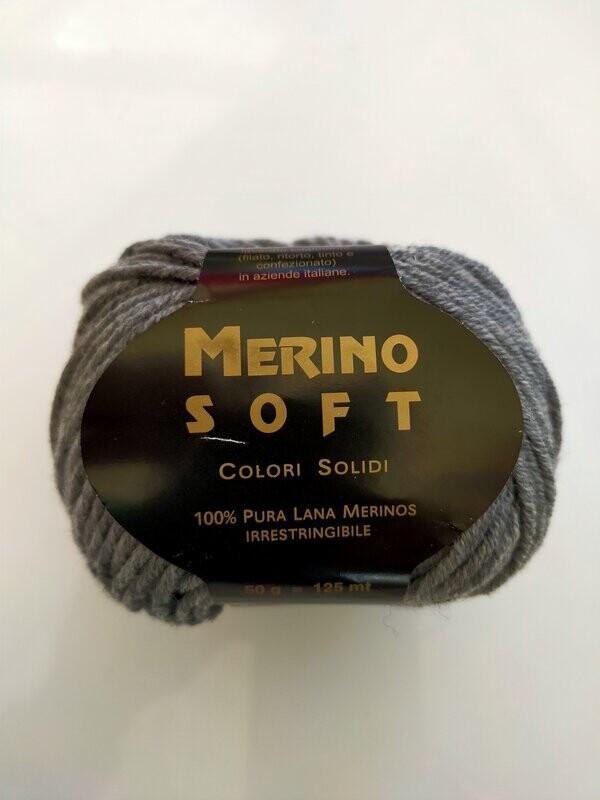 (filato, ritorto, tinto e
confezionato)
in aziende italiane.
MERINO
SOFT
COLORI SOLIDI
100% PURA LANA MERINOS
IRRESTRINGIBILE
50 g = 125 mt